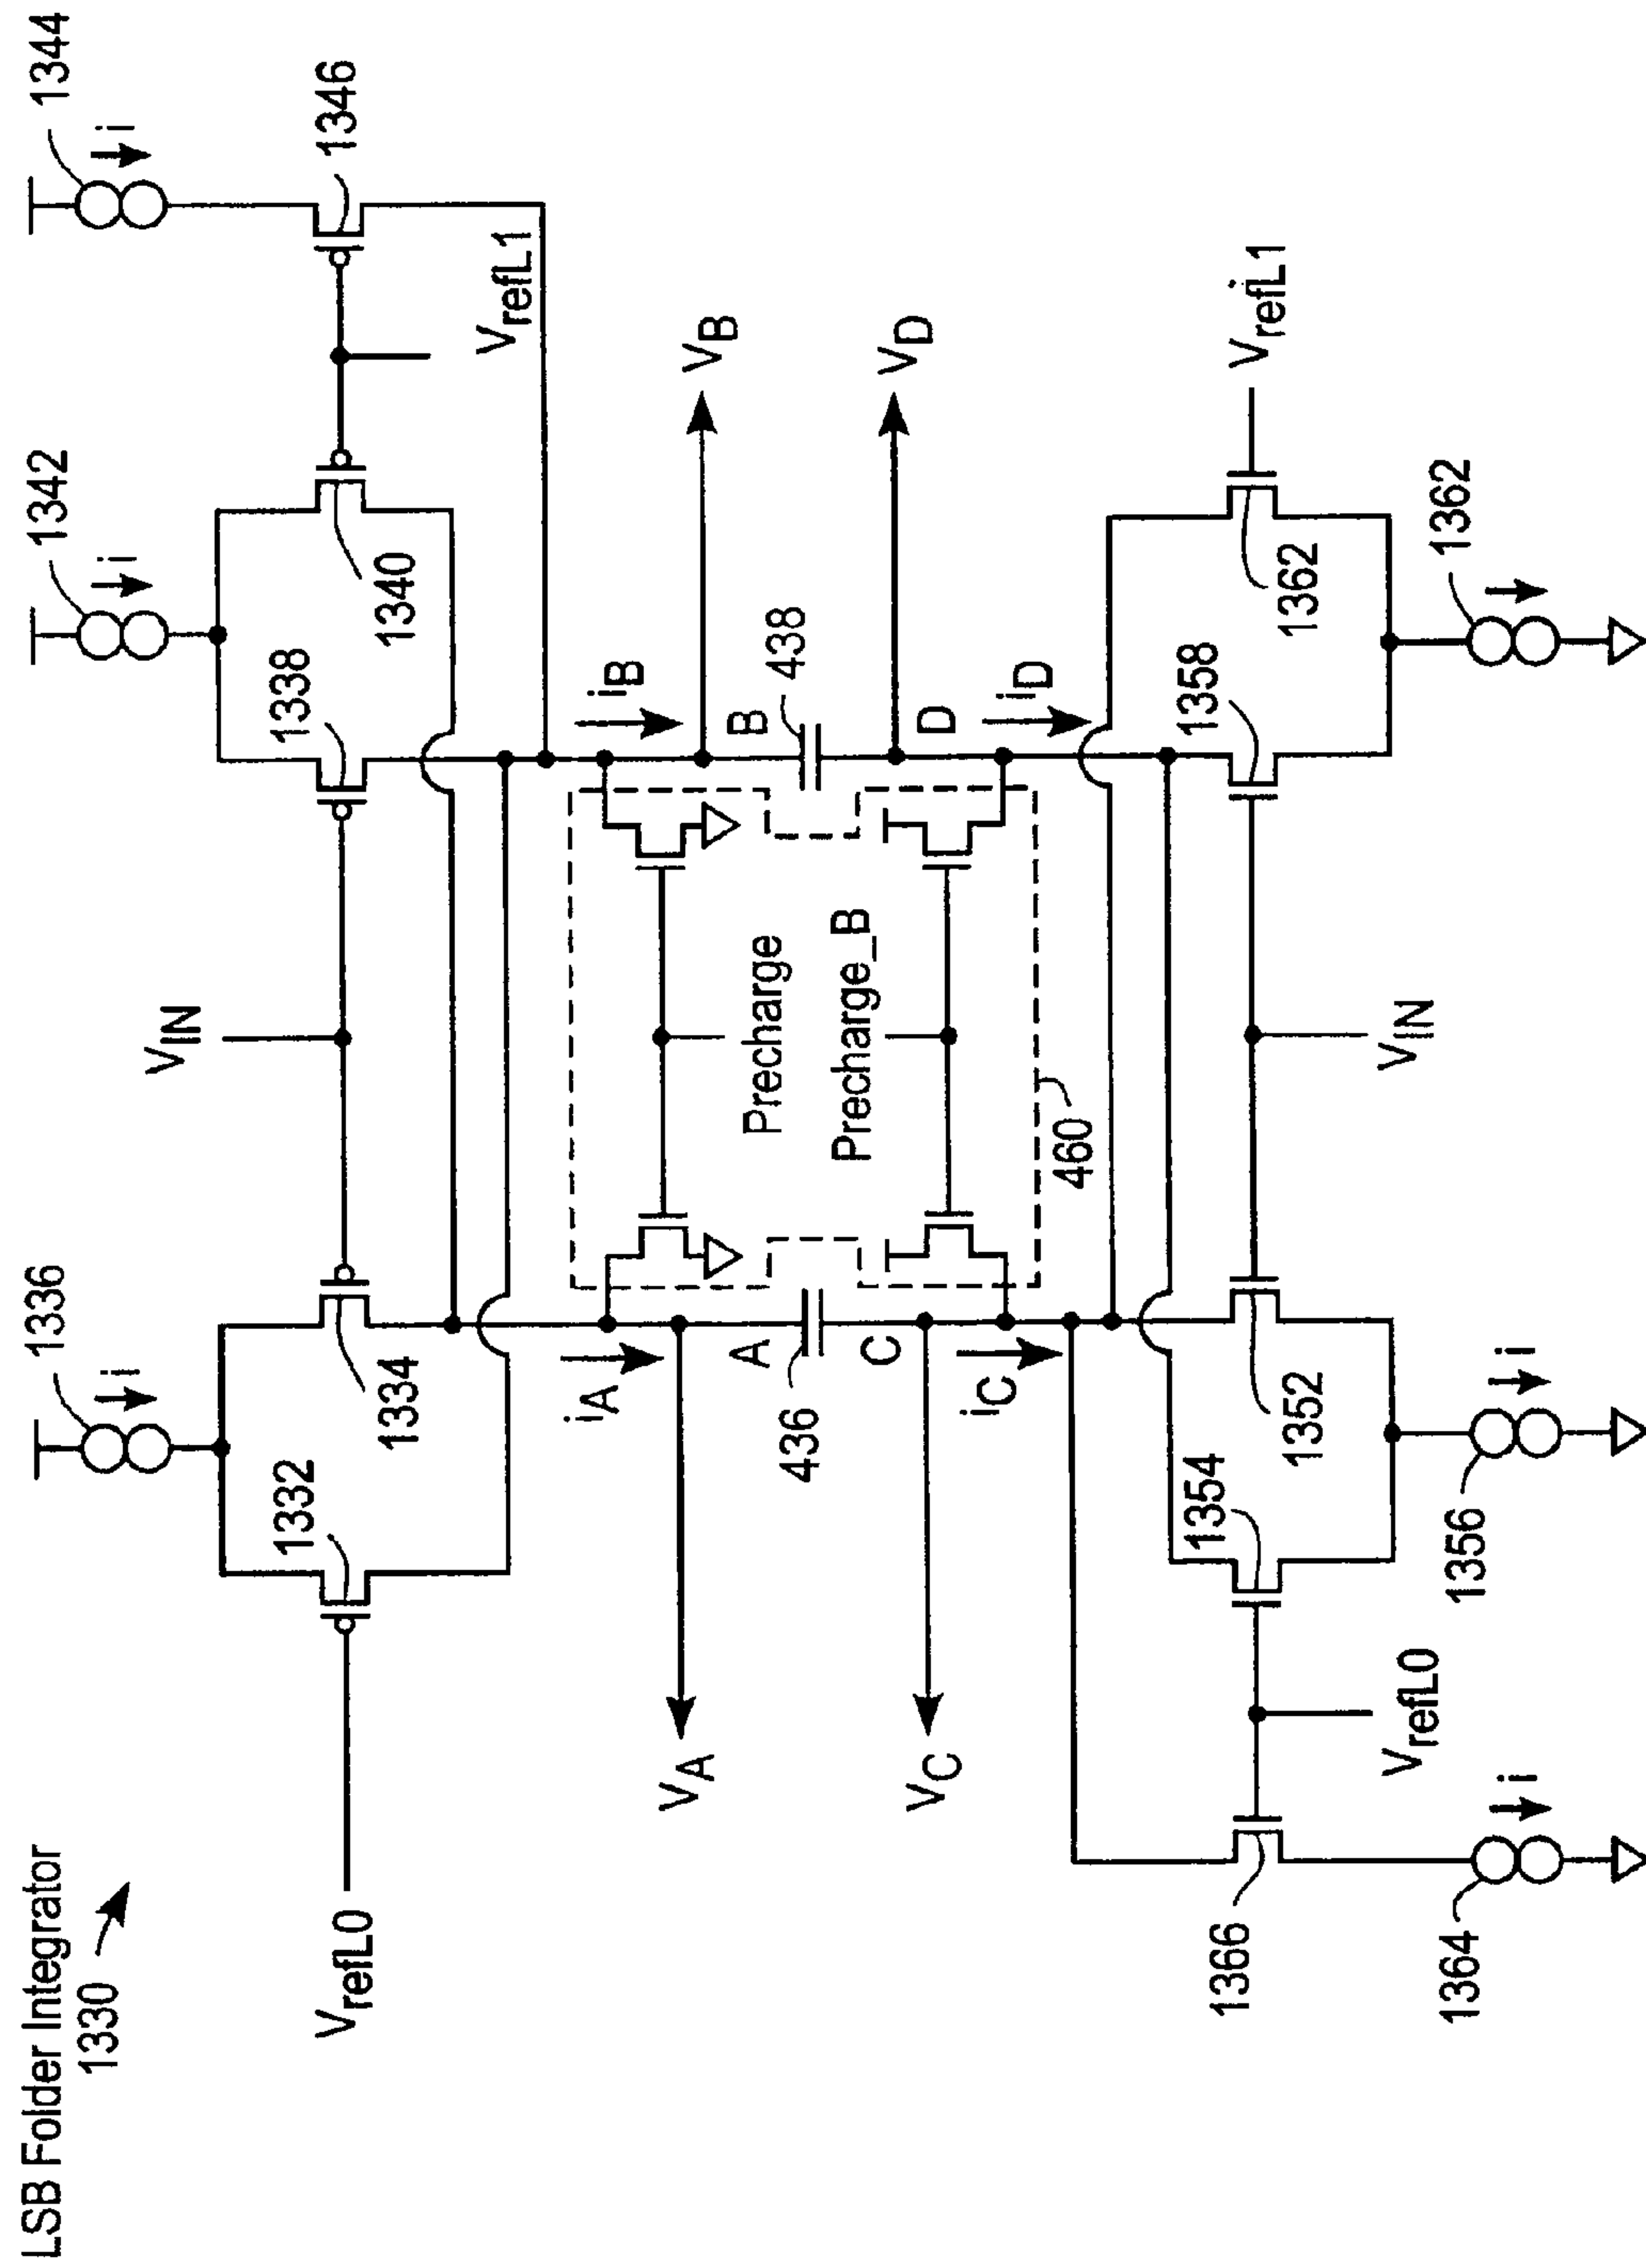 LSB Folder Integrator
1330
1336
1342
1344
i
i
i
1332
1334
1338
1340
1346
VrefL0
VIN
VrefL1
iA
iB
VA
A
B
VB
436
438
Precharge
Precharge_B
VC
C
D
VD
iC
iD
460
1366
1354
1352
1358
1362
VrefL1
VrefL0
VIN
1364
i
1356
i
1362